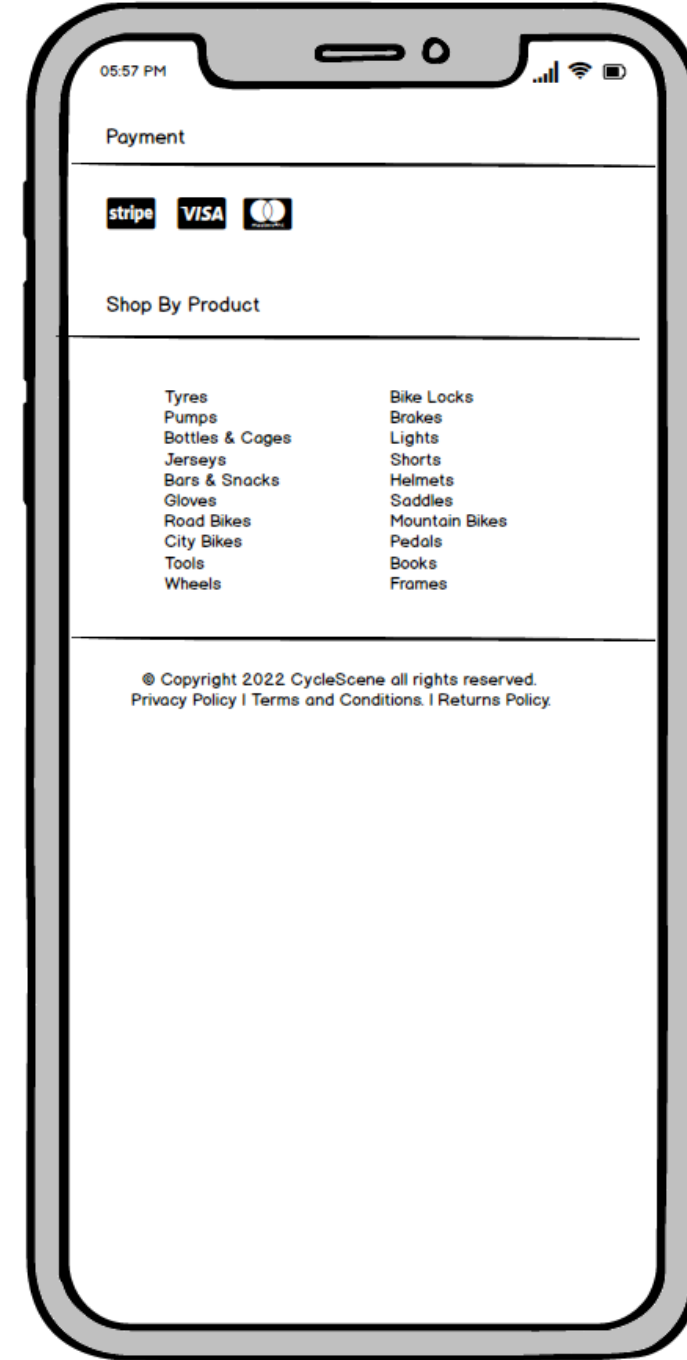 05:57 PM
Payment
stripe VISA
Shop By Product
Tyres
Pumps
Bottles & Cages
Jerseys
Bars & Snacks
Gloves
Road Bikes
City Bikes
Tools
Wheels
Bike Locks
Brakes
Lights
Shorts
Helmets
Saddles
Mountain Bikes
Pedals
Books
Frames
© Copyright 2022 CycleScene all rights reserved.
Privacy Policy | Terms and Conditions. | Returns Policy.